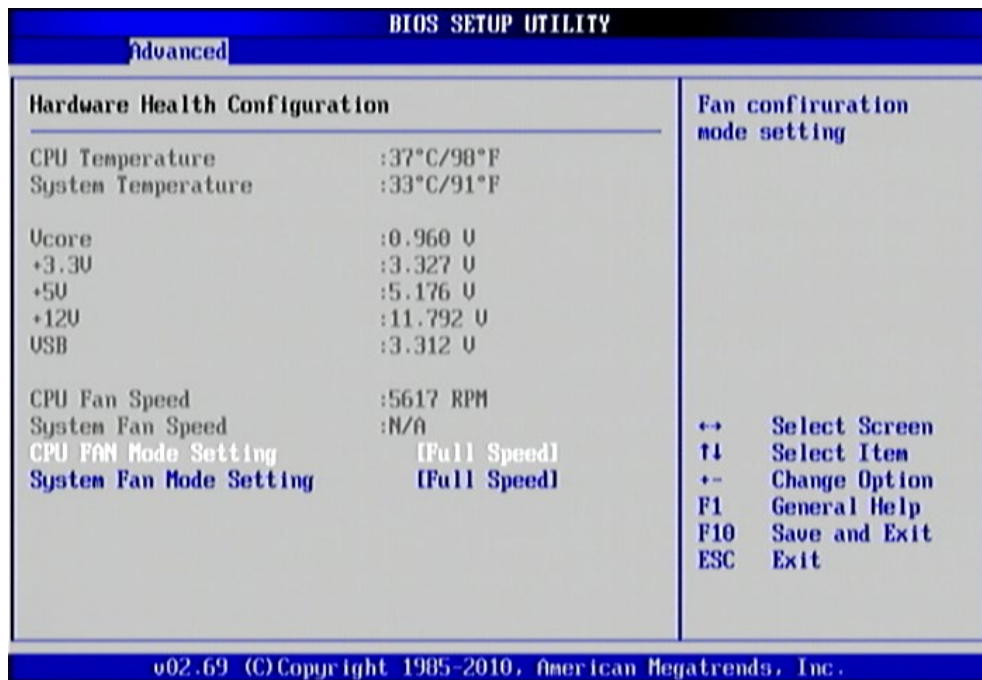 BIOS SETUP UTILITY
Advanced
Hardware Health Configuration
CPU Temperature :37°C/98°F
System Temperature :33°C/91°F
Vcore :0.960 V
+3.3V :3.327 V
+5V :5.176 V
+12V :11.792 V
VSB :3.312 V
CPU Fan Speed :5617 RPM
System Fan Speed :N/A
CPU FAN Mode Setting [Full Speed]
System Fan Mode Setting [Full Speed]
Fan confiruration
mode setting
↔ Select Screen
↑↓ Select Item
+- Change Option
F1 General Help
F10 Save and Exit
ESC Exit
v02.69 (C)Copyright 1985-2010, American Megatrends, Inc.